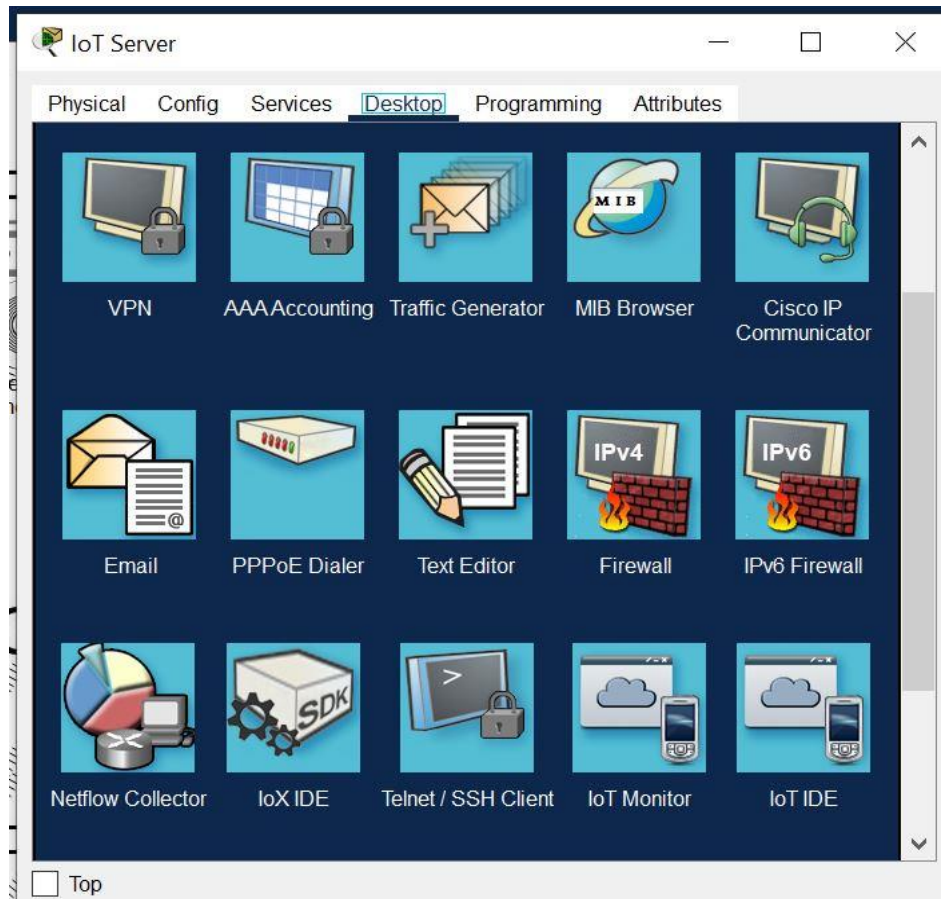 IoT Server
Physical Config Services Desktop Programming Attributes
MIB
VPN AAA Accounting Traffic Generator MIB Browser Cisco IP
Communicator
IPv4 IPv6
@
Email PPPoE Dialer Text Editor Firewall IPv6 Firewall
SDK
>
Netflow Collector IoX IDE Telnet / SSH Client IoT Monitor IoT IDE
Top